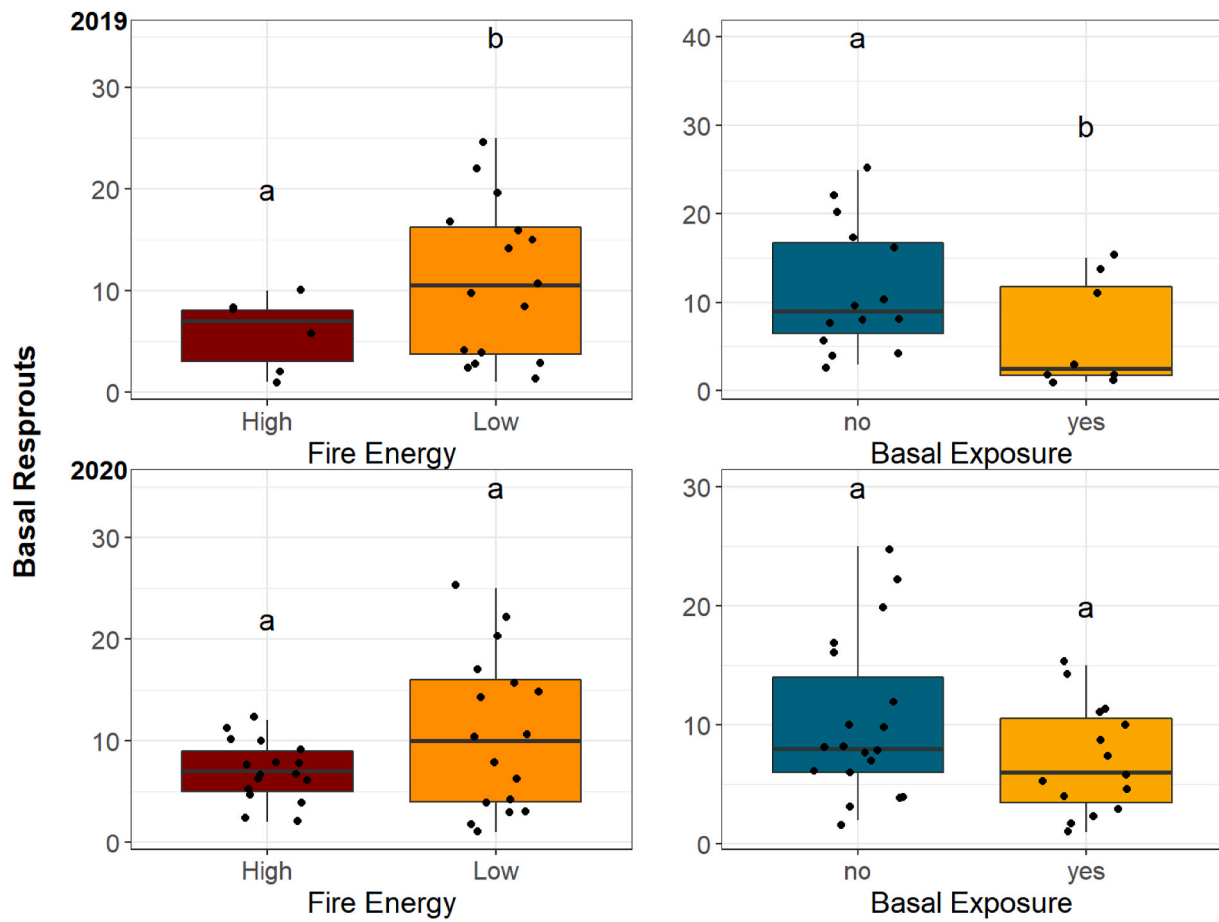 2019
30
20
10
0
a
b
High
Low
Fire Energy
40
30
20
10
0
a
b
no
yes
Basal Exposure
Basal Resprouts
2020
30
20
10
0
a
a
High
Low
Fire Energy
30
20
10
0
a
a
no
yes
Basal Exposure